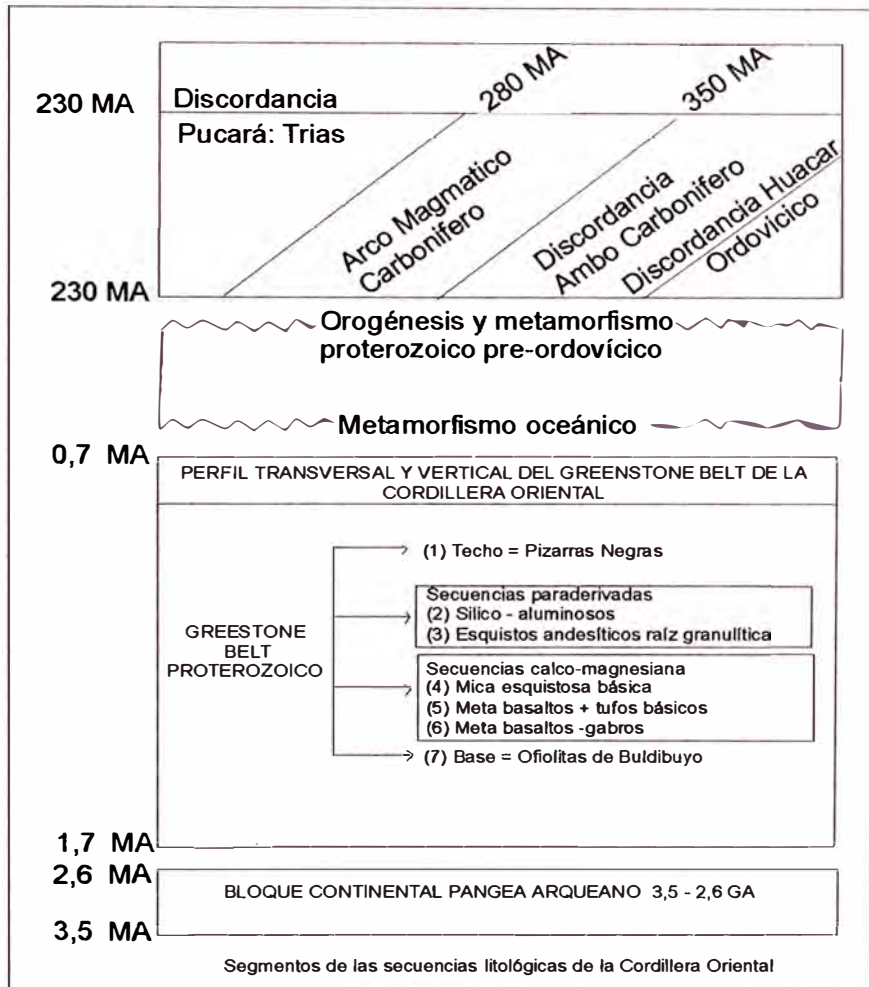 230 MA
Discordancia
280 MA
350 MA
Pucará: Trias
Arco Magmatico
Carbonifero
Discordancia
Ambo Carbonifero
Discordancia Huacar
Ordovicico
230 MA
Orogénesis y metamorfismo
proterozoico pre-ordovícico
Metamorfismo oceánico
0,7 MA
PERFIL TRANSVERSAL Y VERTICAL DEL GREENSTONE BELT DE LA
CORDILLERA ORIENTAL
GREESTONE
BELT
PROTEROZOICO
(1) Techo = Pizarras Negras
Secuencias paraderivadas
(2) Silico - aluminosos
(3) Esquistos andesíticos raíz granulítica
Secuencias calco-magnesiana
(4) Mica esquistosa básica
(5) Meta basaltos + tufos básicos
(6) Meta basaltos -gabros
(7) Base = Ofiolitas de Buldibuyo
1,7 MA
2,6 MA
BLOQUE CONTINENTAL PANGEA ARQUEANO 3,5 - 2,6 GA
3,5 MA
Segmentos de las secuencias litológicas de la Cordillera Oriental